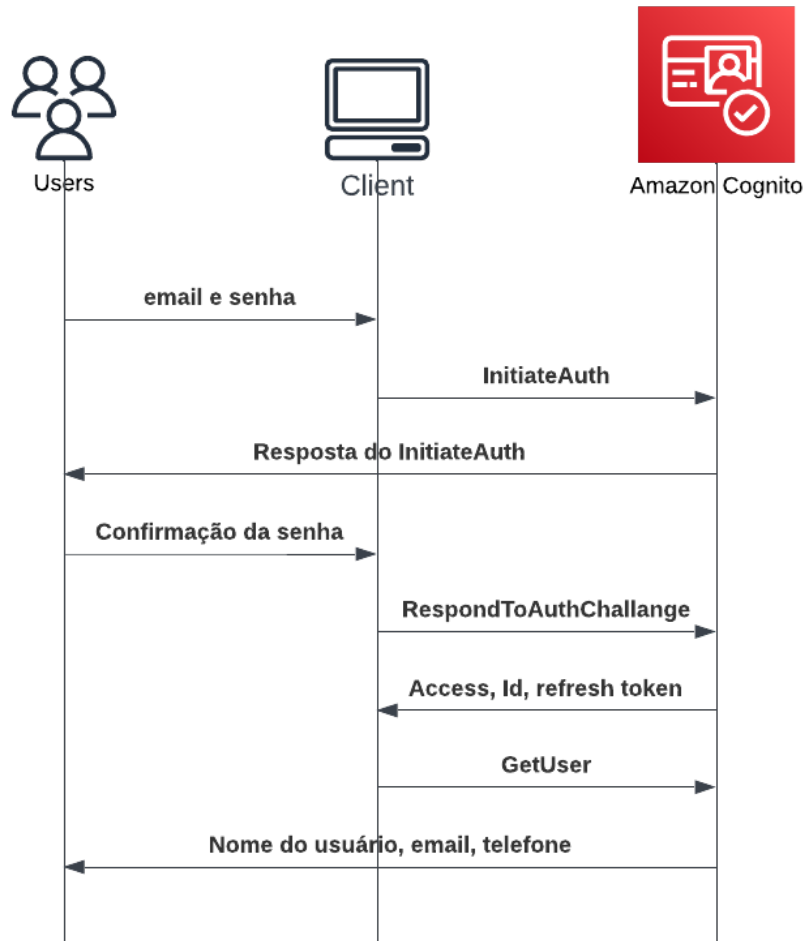 Users
Client
Amazon Cognito
email e senha
InitiateAuth
Resposta do InitiateAuth
Confirmação da senha
RespondToAuthChallange
Access, Id, refresh token
GetUser
Nome do usuário, email, telefone